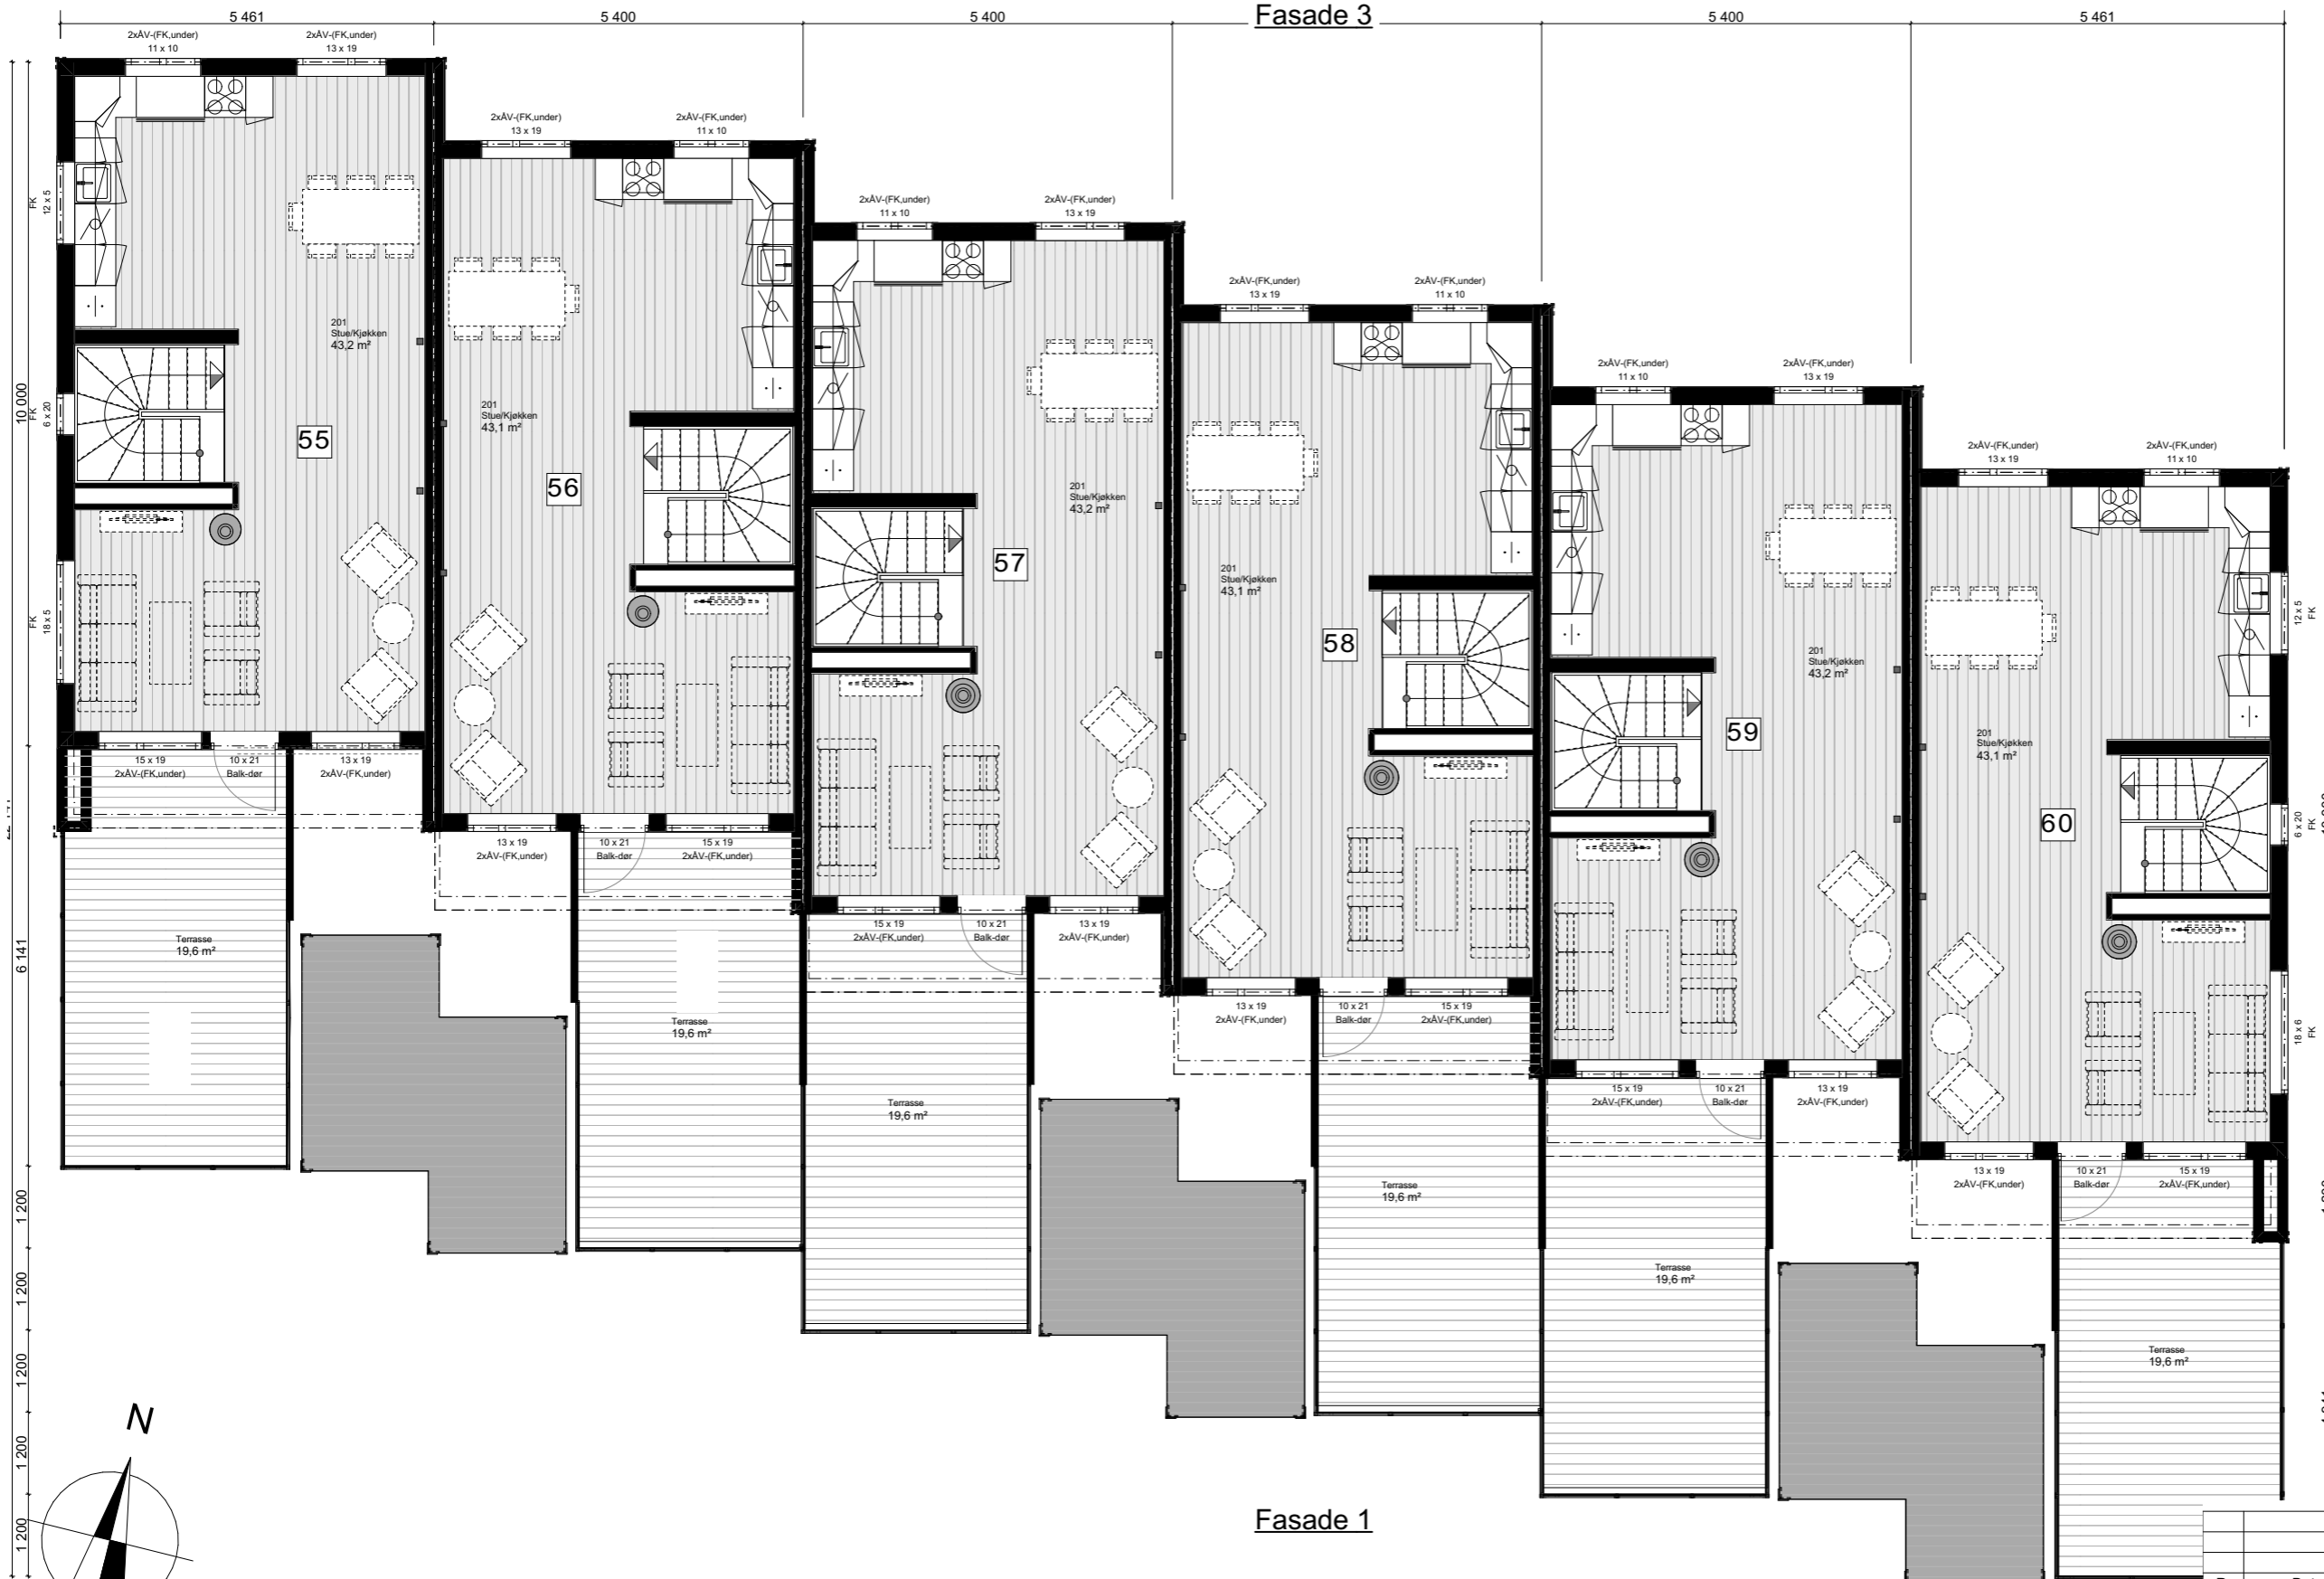 Fasade 3
5 461
5 400
5 400
5 400
5 461
2xÅV-(FK,under)
11 x 10
2xÅV-(FK,under)
13 x 19
2xÅV-(FK,under)
13 x 19
2xÅV-(FK,under)
11 x 10
2xÅV-(FK,under)
11 x 10
2xÅV-(FK,under)
13 x 19
2xÅV-(FK,under)
13 x 19
2xÅV-(FK,under)
11 x 10
2xÅV-(FK,under)
11 x 10
2xÅV-(FK,under)
13 x 19
2xÅV-(FK,under)
13 x 19
2xÅV-(FK,under)
11 x 10
FK
12 x 5
10 000
FK
6 x 20
FK
18 x 5
201
Stue/Kjøkken
43,2 m²
55
201
Stue/Kjøkken
43,1 m²
56
201
Stue/Kjøkken
43,2 m²
57
201
Stue/Kjøkken
43,1 m²
58
201
Stue/Kjøkken
43,2 m²
59
201
Stue/Kjøkken
43,1 m²
60
12 x 5
FK
6 x 20
FK
18 x 6
FK
15 x 19
2xÅV-(FK,under)
10 x 21
Balk-dør
13 x 19
2xÅV-(FK,under)
13 x 19
2xÅV-(FK,under)
10 x 21
Balk-dør
15 x 19
2xÅV-(FK,under)
15 x 19
2xÅV-(FK,under)
10 x 21
Balk-dør
13 x 19
2xÅV-(FK,under)
13 x 19
2xÅV-(FK,under)
10 x 21
Balk-dør
15 x 19
2xÅV-(FK,under)
15 x 19
2xÅV-(FK,under)
10 x 21
Balk-dør
13 x 19
2xÅV-(FK,under)
13 x 19
2xÅV-(FK,under)
10 x 21
Balk-dør
15 x 19
2xÅV-(FK,under)
Terrasse
19,6 m²
Terrasse
19,6 m²
Terrasse
19,6 m²
Terrasse
19,6 m²
Terrasse
19,6 m²
Terrasse
19,6 m²
6 141
1 200
1 200
1 200
1 200
1 200
N
Fasade 1